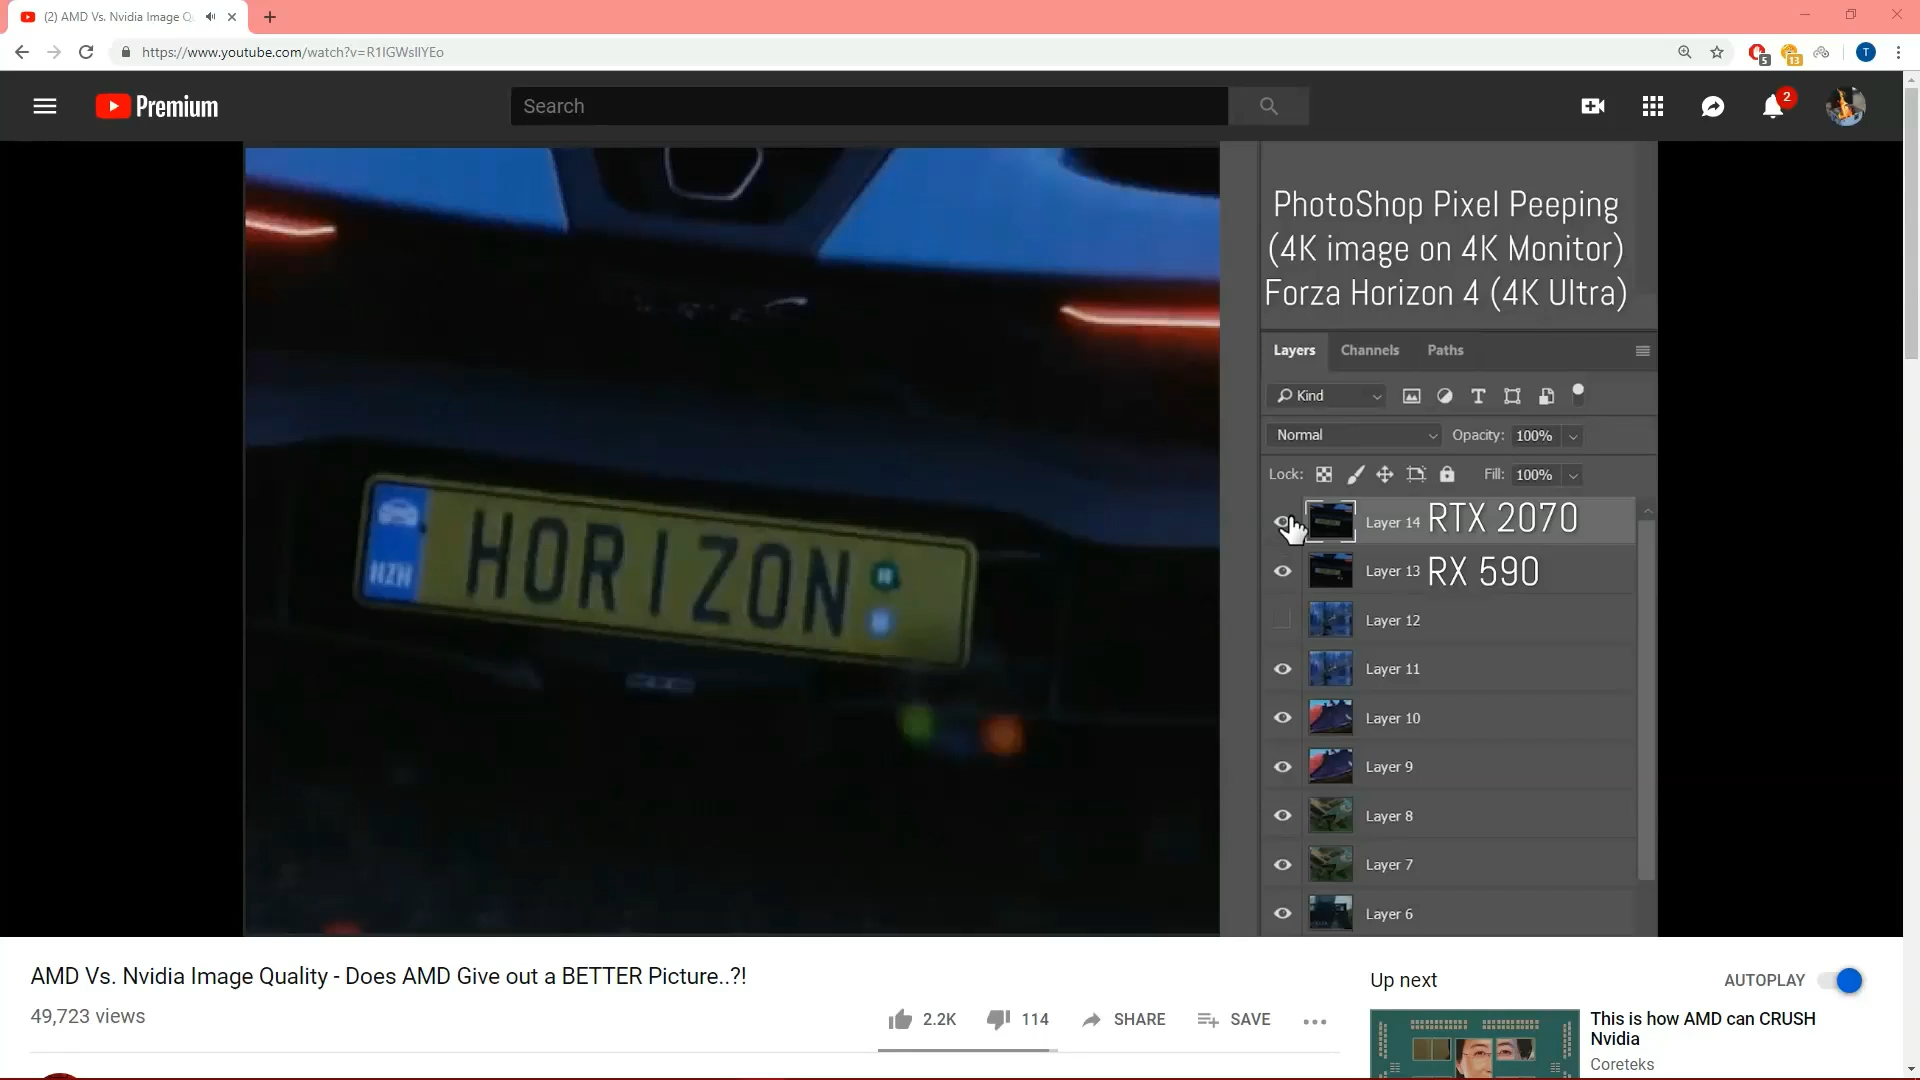 (2) AMD Vs. Nvidia Image Q
https://www.youtube.com/watch?v=R1IGWsllYEo
5
13
T
Premium
Search
2
PhotoShop Pixel Peeping
(4K image on 4K Monitor)
Forza Horizon 4 (4K Ultra)
Layers Channels Paths
Kind
Normal Opacity: 100%
Lock: Fill: 100%
Layer 14 RTX 2070
Layer 13 RX 590
Layer 12
Layer 11
Layer 10
Layer 9
Layer 8
Layer 7
Layer 6
HORIZON
HZN
AMD Vs. Nvidia Image Quality - Does AMD Give out a BETTER Picture..?!
49,723 views
2.2K 114 SHARE SAVE
Up next AUTOPLAY
This is how AMD can CRUSH
Nvidia
Coreteks